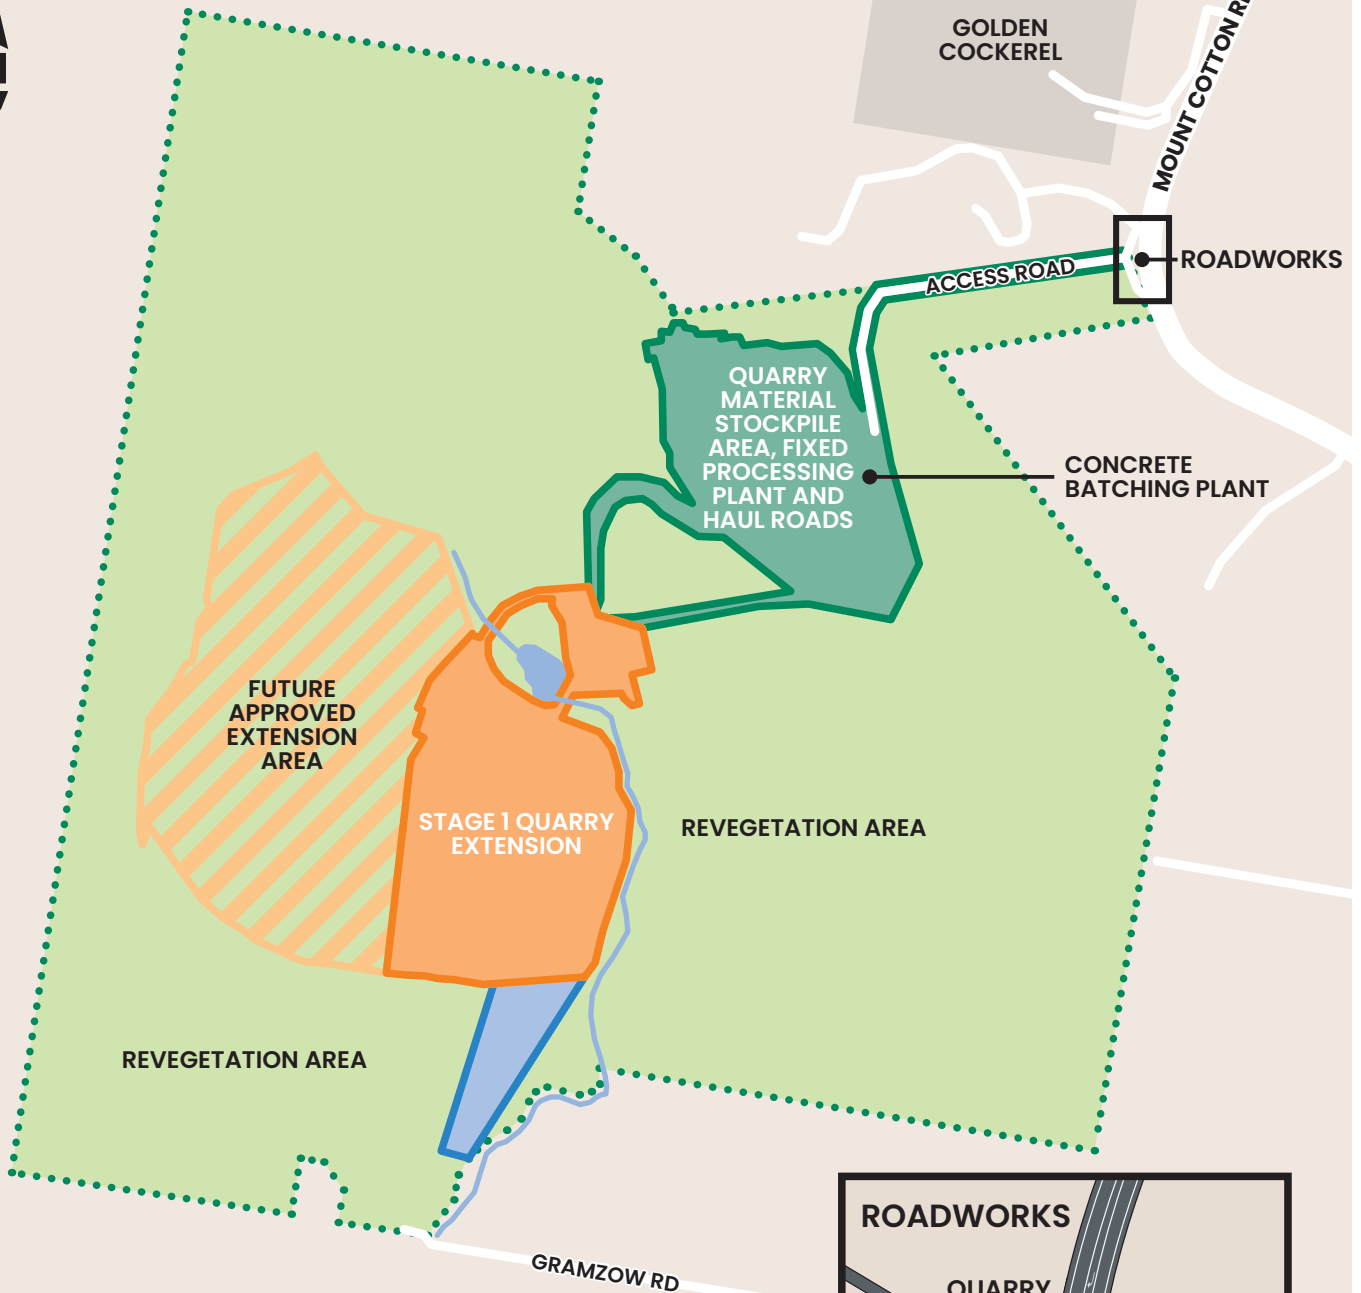 GOLDEN
COCKEREL
MOUNT COTTON RD
ROADWORKS
ACCESS ROAD
QUARRY
MATERIAL
STOCKPILE
AREA, FIXED
PROCESSING
PLANT AND
HAUL ROADS
CONCRETE
BATCHING PLANT
FUTURE
APPROVED
EXTENSION
AREA
STAGE 1 QUARRY
EXTENSION
REVEGETATION AREA
REVEGETATION AREA
ROADWORKS
QUARRY
GRAMZOW RD